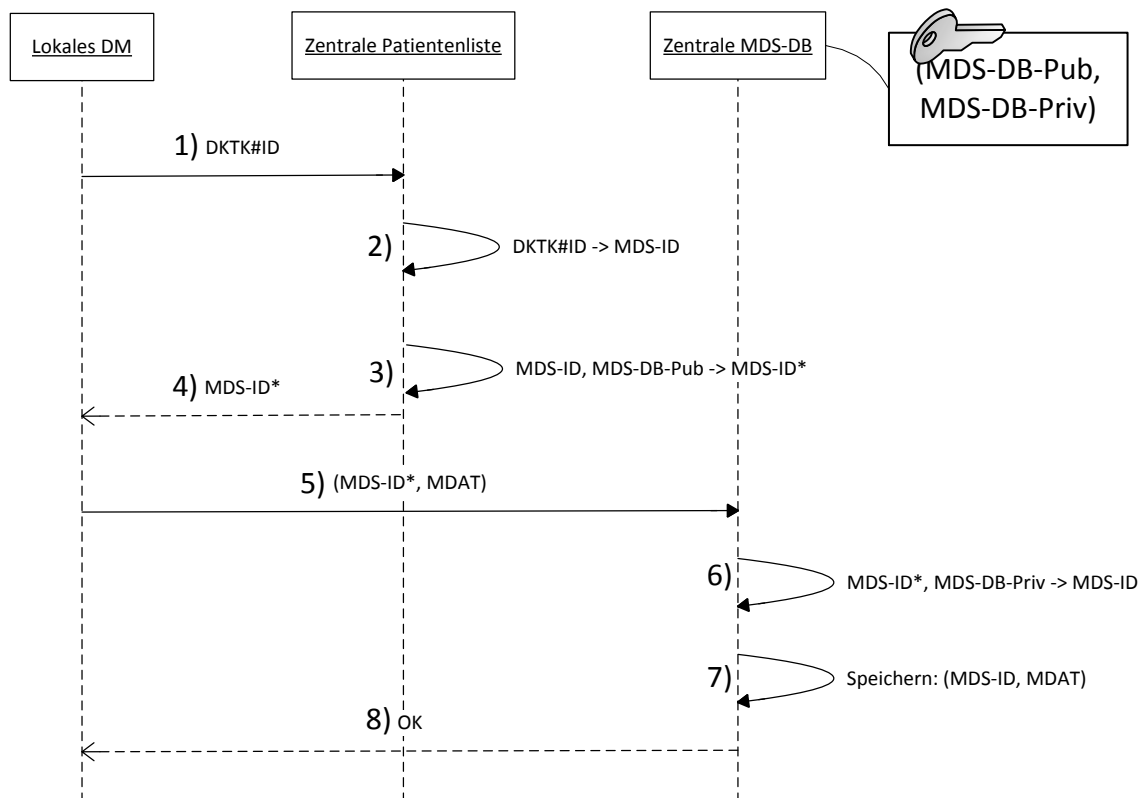 Lokales DM
Zentrale Patientenliste
Zentrale MDS-DB
(MDS-DB-Pub,
MDS-DB-Priv)
1) DKTK#ID
2) DKTK#ID -> MDS-ID
3) MDS-ID, MDS-DB-Pub -> MDS-ID*
4) MDS-ID*
5) (MDS-ID*, MDAT)
6) MDS-ID*, MDS-DB-Priv -> MDS-ID
7) Speichern: (MDS-ID, MDAT)
8) OK